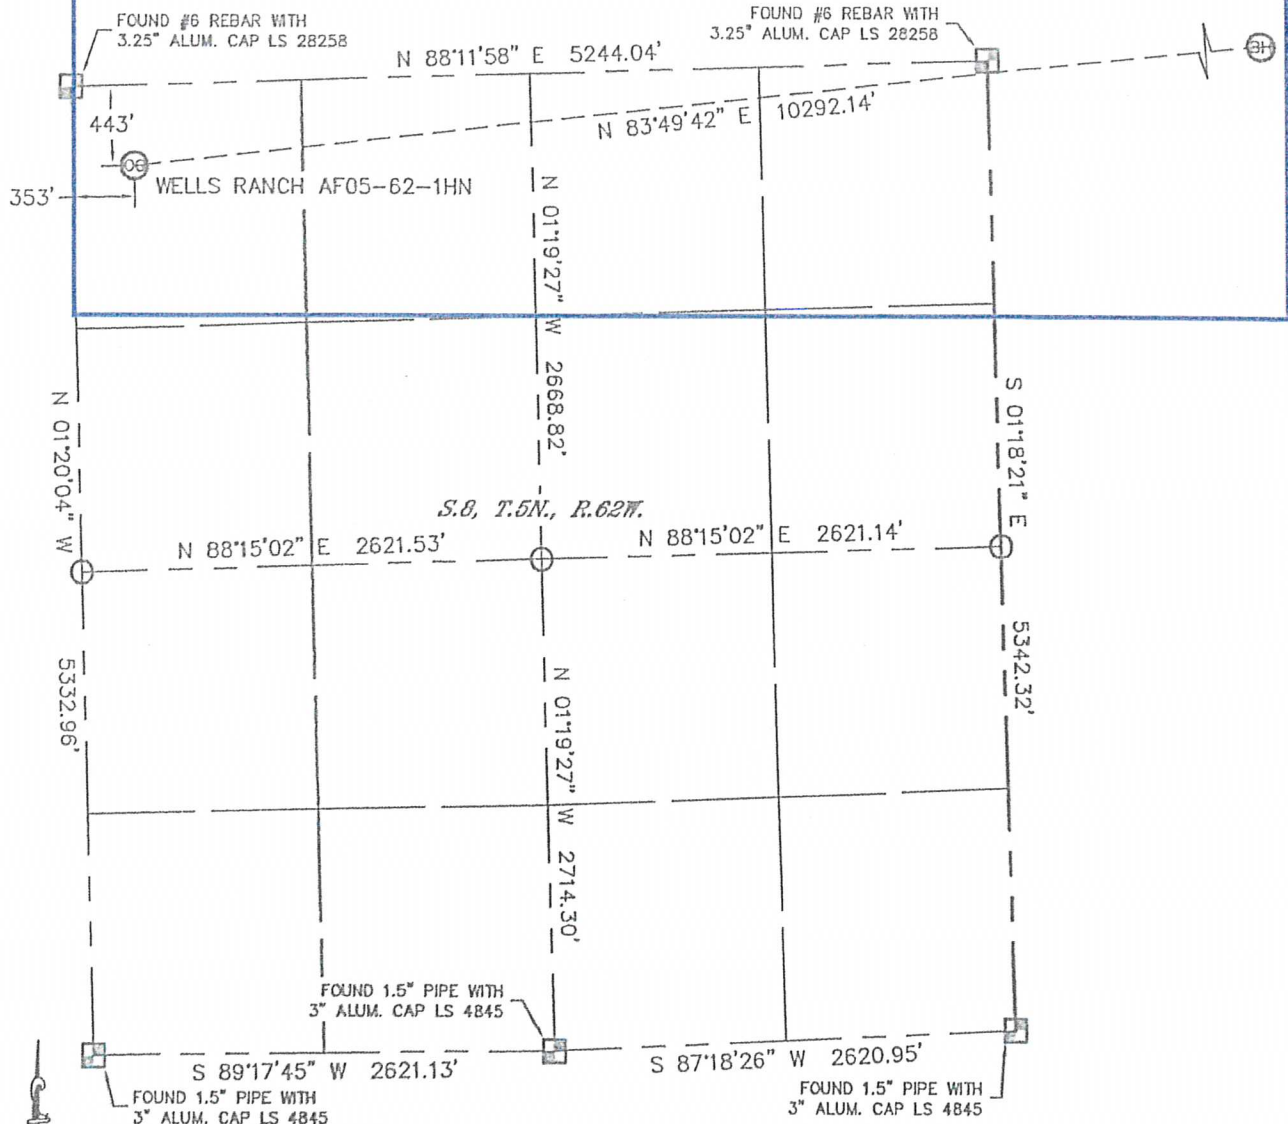 FOUND #6 REBAR WITH
3.25" ALUM. CAP LS 28258
FOUND #6 REBAR WITH
3.25" ALUM. CAP LS 28258
N 88°11'58" E 5244.04'
BH
443'
N 83°49'42" E 10292.14'
353'
WELLS RANCH AF05-62-1HN
N 01°19'27" W 2668.82'
N 01°20'04" W 5332.96'
S 01°18'21" E 5342.32'
S.8, T.5N., R.62W.
N 88°15'02" E 2621.53'
N 88°15'02" E 2621.14'
N 01°19'27" W 2714.30'
FOUND 1.5" PIPE WITH
3" ALUM. CAP LS 4845
S 89°17'45" W 2621.13'
S 87°18'26" W 2620.95'
FOUND 1.5" PIPE WITH
3" ALUM. CAP LS 4845
FOUND 1.5" PIPE WITH
3" ALUM. CAP LS 4845